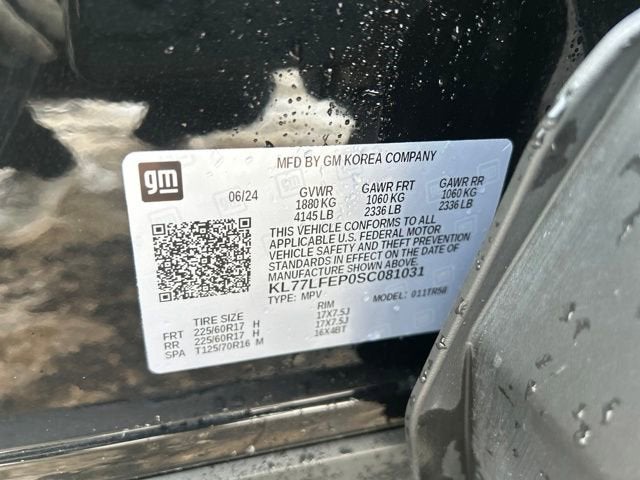 MFD BY GM KOREA COMPANY
gm
06/24 GVWR GAWR FRT GAWR RR
1880 KG 1060 KG 1060 KG
4145 LB 2336 LB 2336 LB
THIS VEHICLE CONFORMS TO ALL
APPLICABLE U.S. FEDERAL MOTOR
VEHICLE SAFETY AND THEFT PREVENTION
STANDARDS IN EFFECT ON THE DATE OF
MANUFACTURE SHOWN ABOVE.
KL77LFEP0SC081031
TYPE: MPV MODEL: 011TR58
TIRE SIZE RIM
FRT 225/60R17 H 17X7.5J
RR 225/60R17 H 17X7.5J
SPA T125/70R16 M 16X4BT